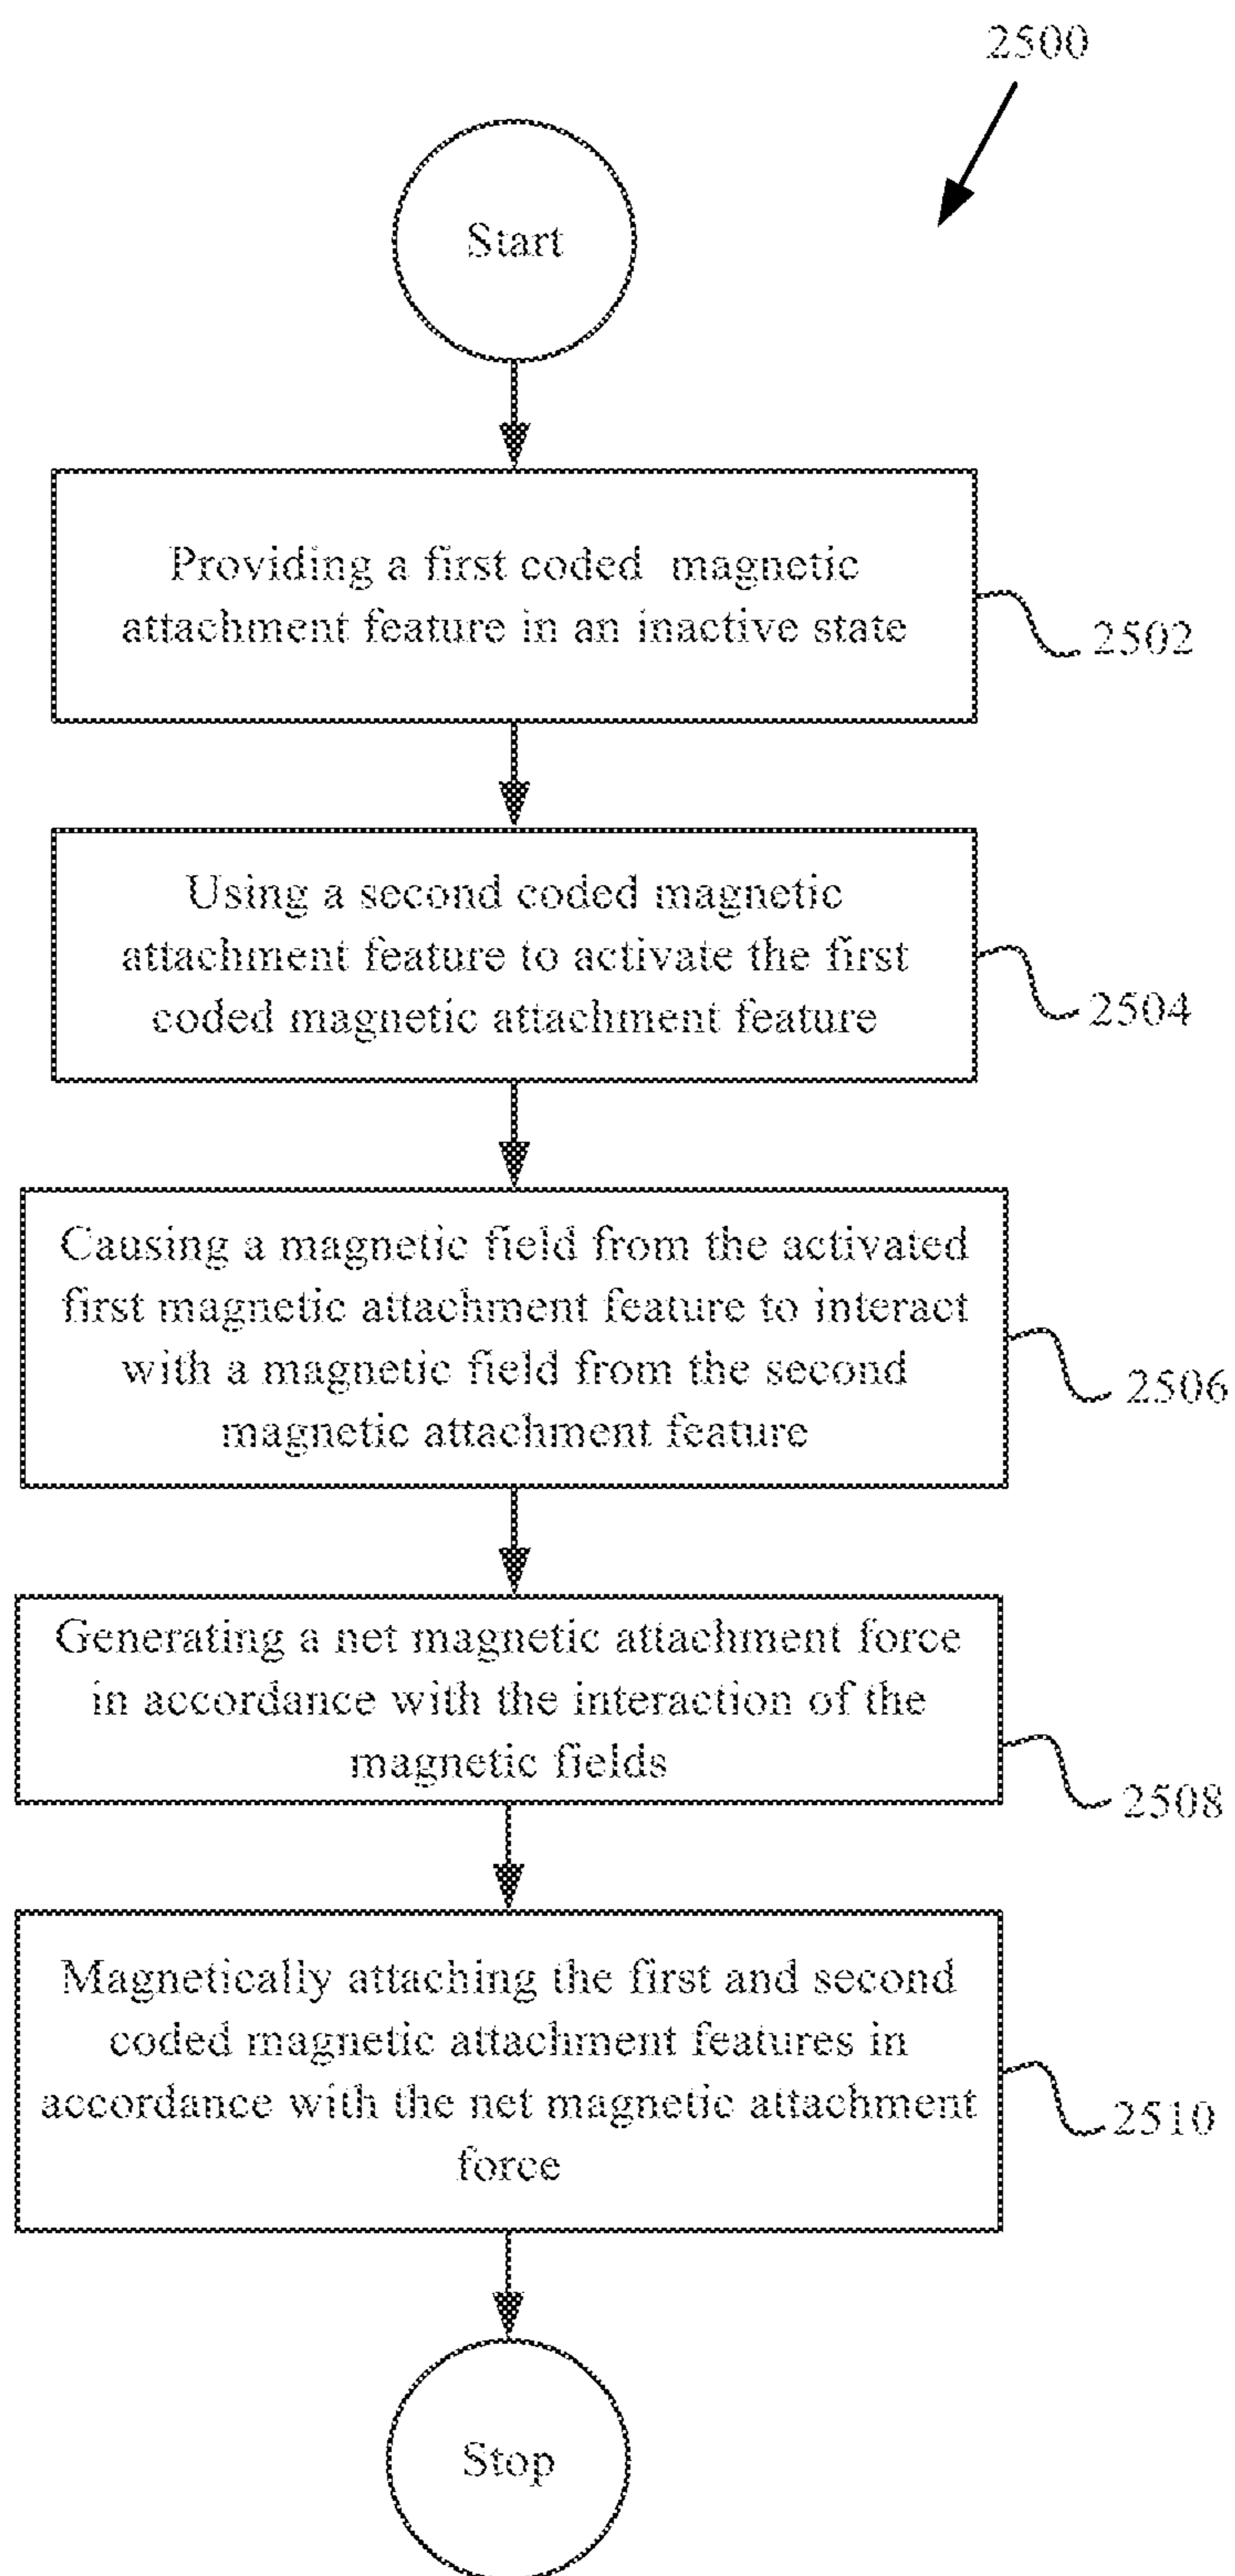 2500
Start
Providing a first coded magnetic
attachment feature in an inactive state
2502
Using a second coded magnetic
attachment feature to activate the first
coded magnetic attachment feature
2504
Causing a magnetic field from the activated
first magnetic attachment feature to interact
with a magnetic field from the second
magnetic attachment feature
2506
Generating a net magnetic attachment force
in accordance with the interaction of the
magnetic fields
2508
Magnetically attaching the first and second
coded magnetic attachment features in
accordance with the net magnetic attachment
force
2510
Stop